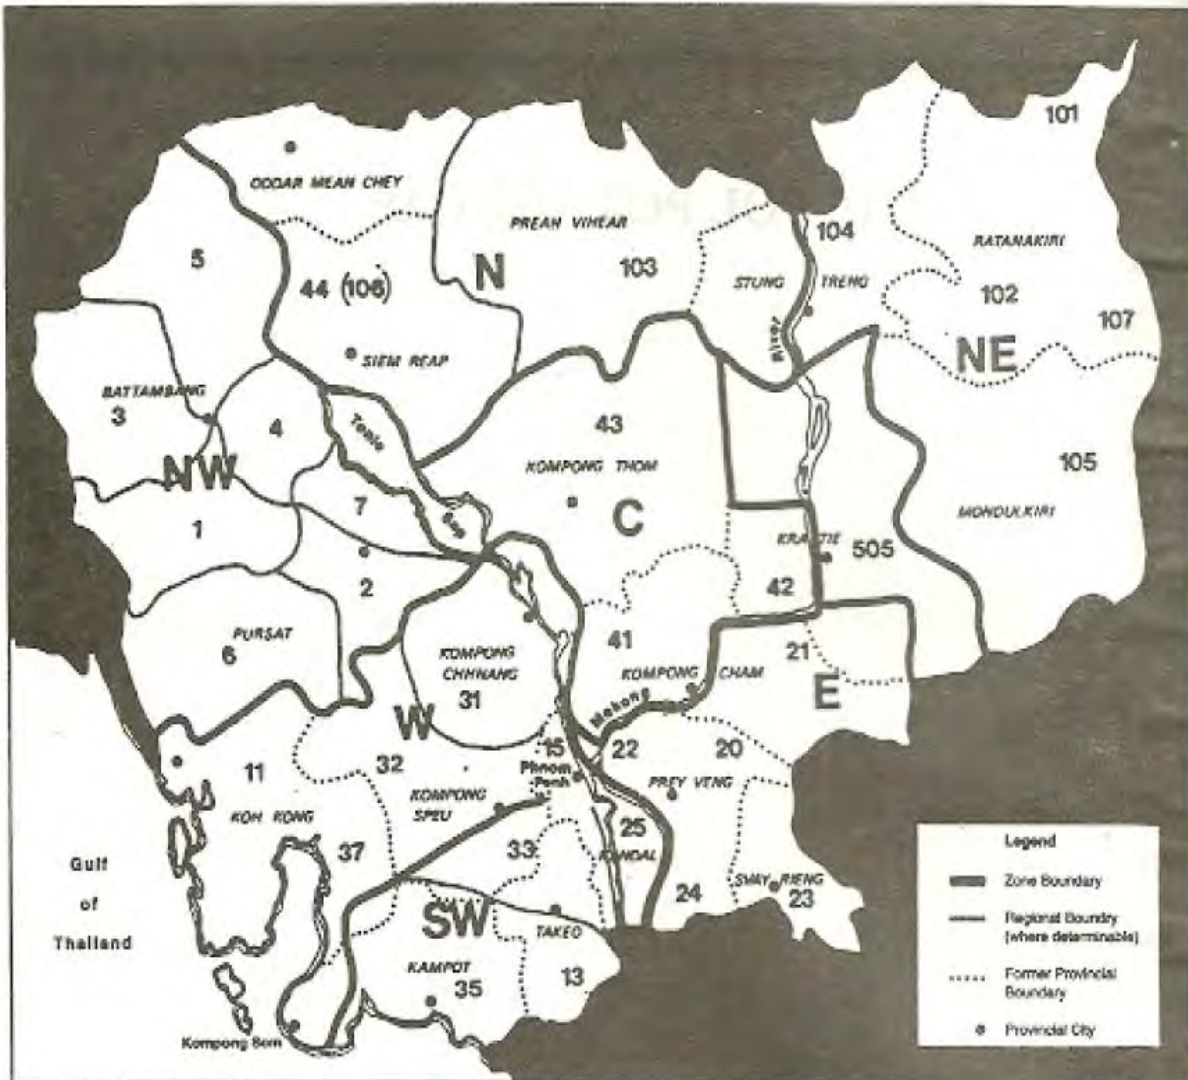 101
ODDAR MEAN CHEY
PREAH VIHEAR
104
RATANAKIRI
5
44 (106)
N
103
STUNG TRENG
102
107
River
NE
SIEM REAP
BATTAMBANG
3
4
Tonle
43
KOMPONG THOM
105
NW
7
Sap
C
MONDULKIRI
1
KRATIE
505
2
42
PURSAT
6
41
21
KOMPONG CHHNANG
31
KOMPONG CHAM
E
W
Mekong
15
22
20
11
32
Phnom Penh
PREY VENG
KOMPONG SPEU
KOH KONG
25
37
33
KANDAL
SVAY RIENG
24
23
Gulf
of
Thailand
SW
TAKEO
KAMPOT
35
13
Kompong Som
Legend
Zone Boundary
Regional Boundry
(where determinable)
Former Provincial
Boundary
Provincial City